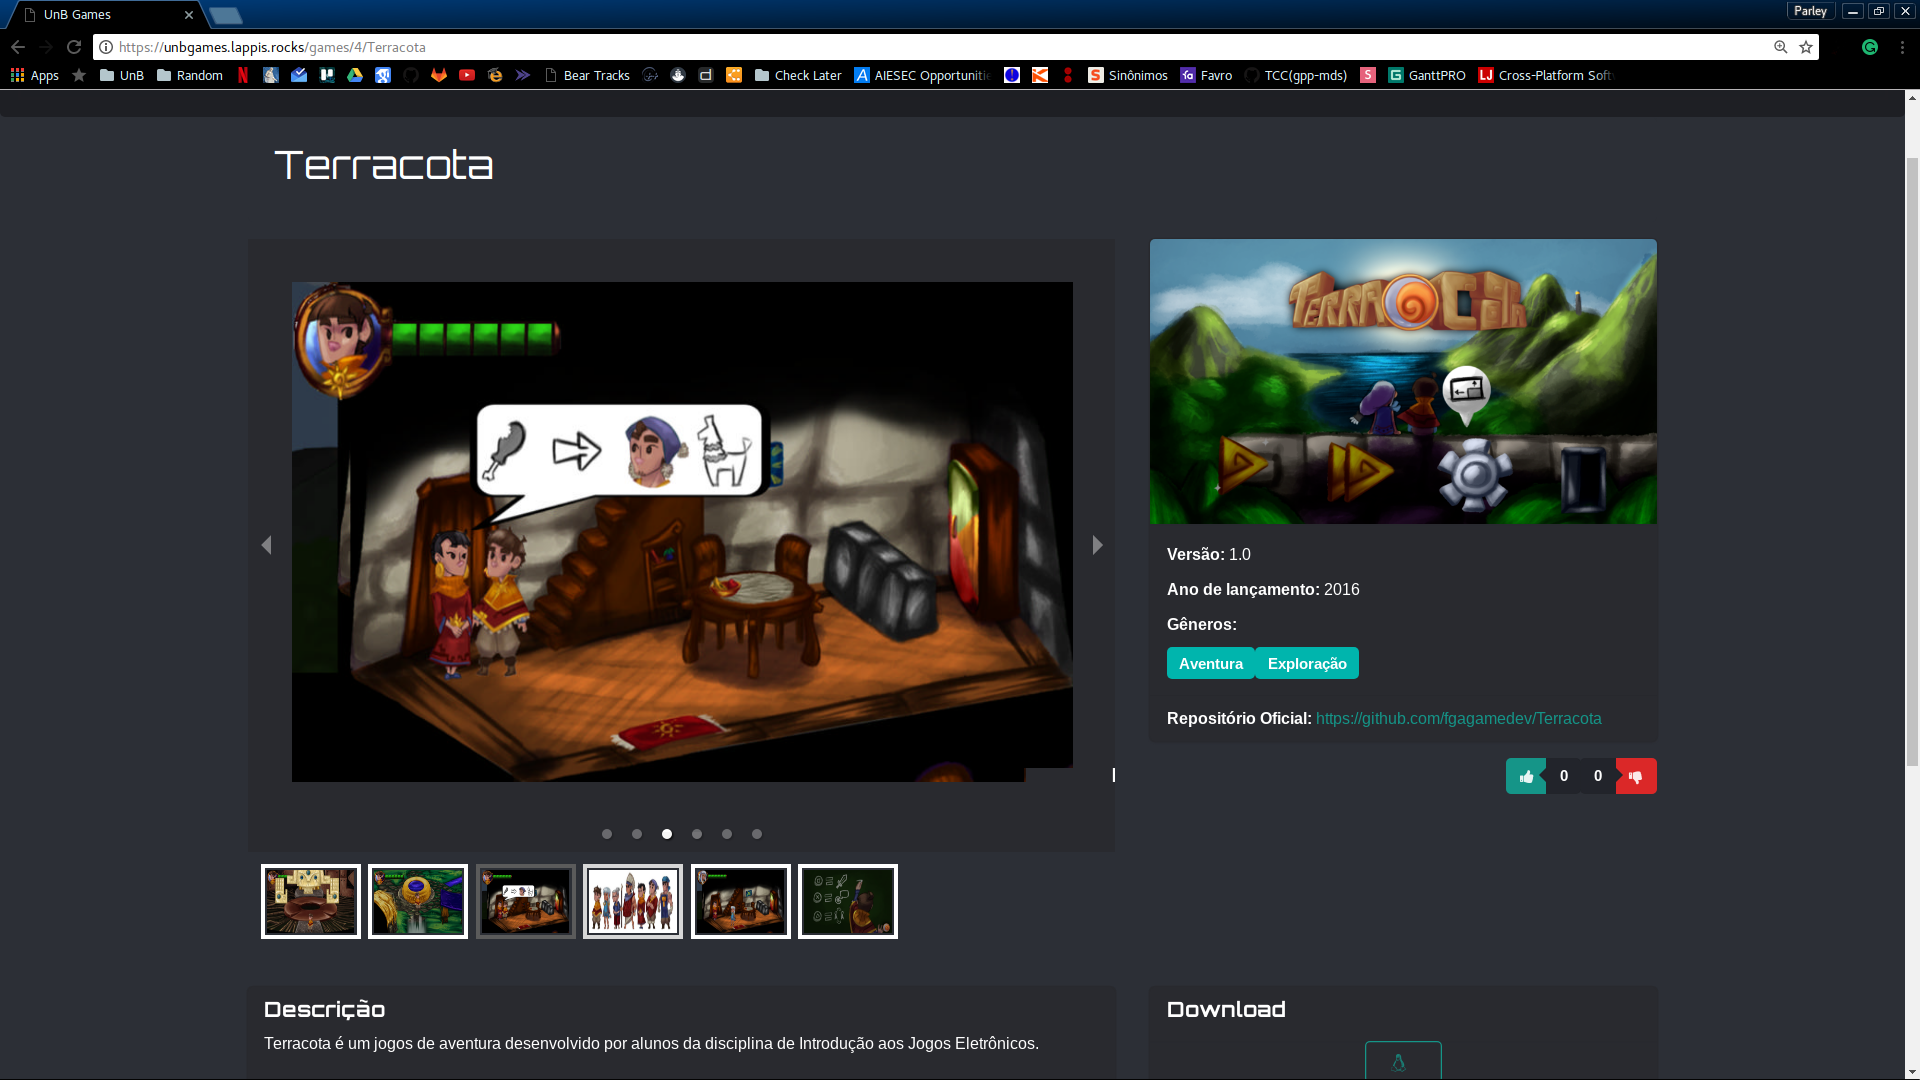 UnB Games
Parley
https://unbgames.lappis.rocks/games/4/Terracota
Apps UnB Random Bear Tracks Check Later AIESEC Opportuniti Sinônimos Favro TCC(gpp-mds) GanttPRO Cross-Platform Soft
Terracota
TERRACOTA
Versão: 1.0
Ano de lançamento: 2016
Gêneros:
Aventura Exploração
Repositório Oficial: https://github.com/fgagamedev/Terracota
0 0
Descrição
Terracota é um jogos de aventura desenvolvido por alunos da disciplina de Introdução aos Jogos Eletrônicos.
Download